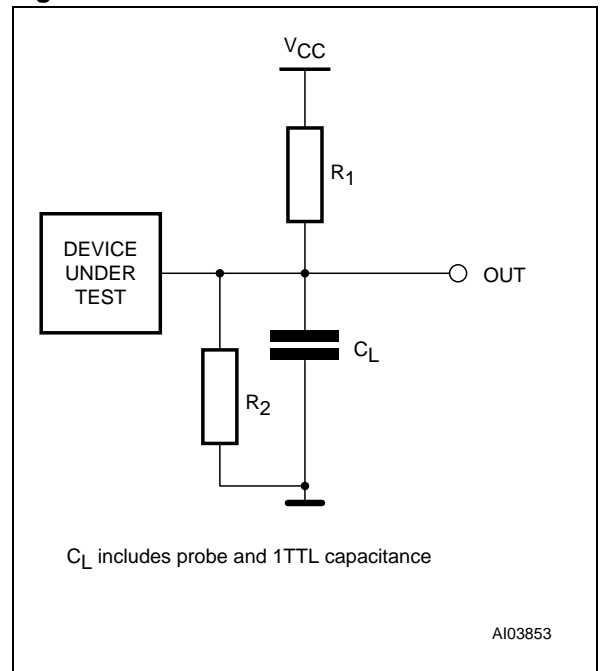 VCC
R1
DEVICE
UNDER
TEST
OUT
CL
R2
CL includes probe and 1TTL capacitance
AI03853